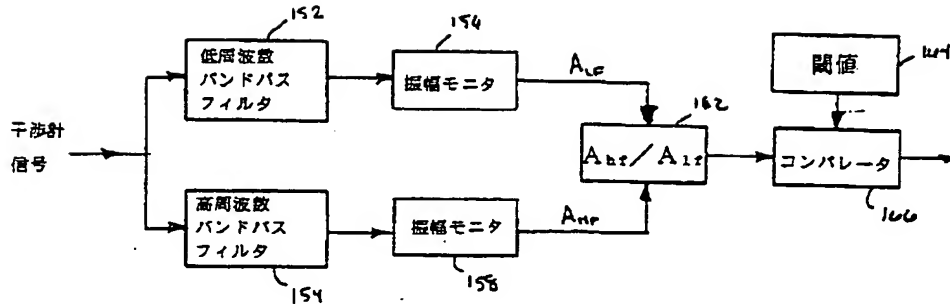 152
154
低周波数
バンドパス
フィルタ
振幅モニタ
A_LF
閾値
干渉計
信号
162
A_hf／A_lf
コンパレータ
166
高周波数
バンドパス
フィルタ
振幅モニタ
A_HF
154
158